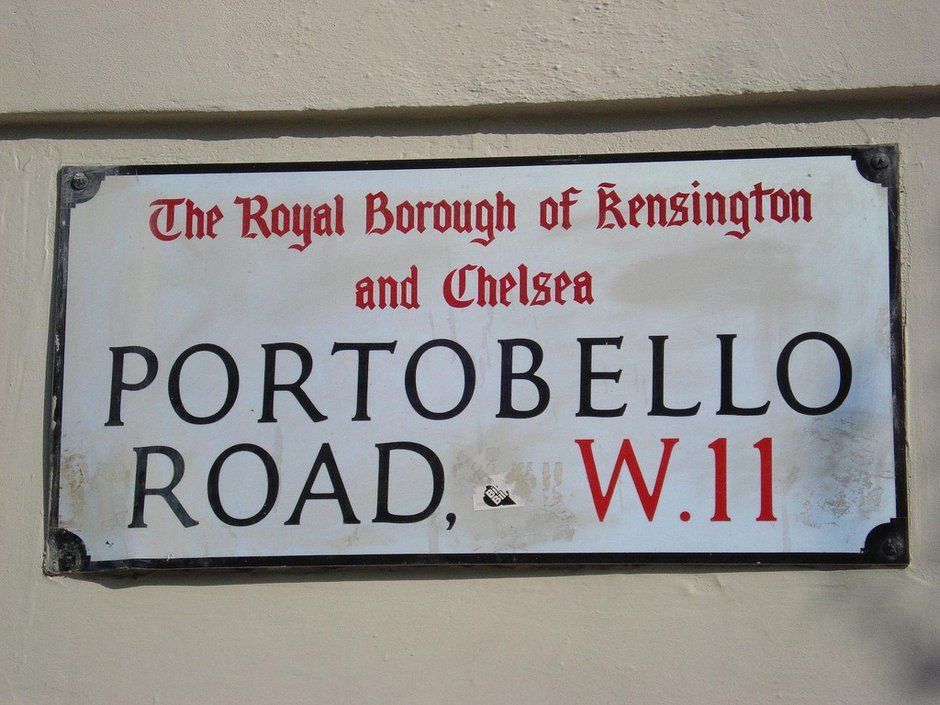 The Royal Borough of Kensington
and Chelsea
PORTOBELLO
ROAD, W.11